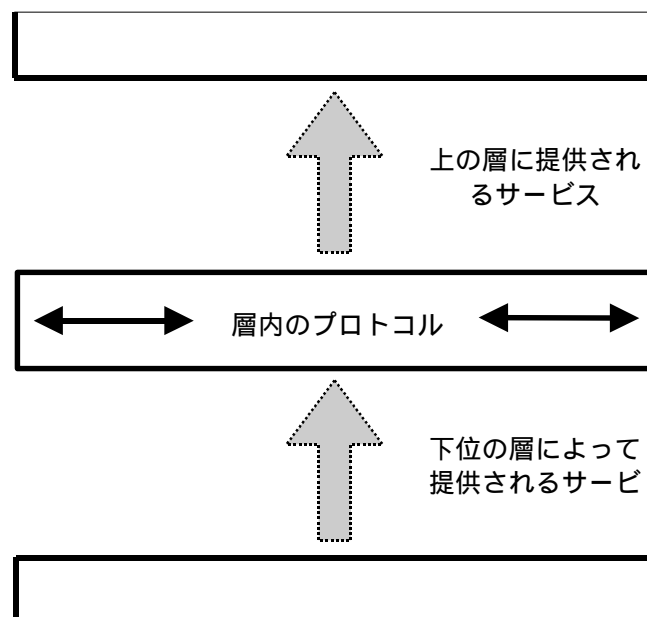 上の層に提供され
るサービス
層内のプロトコル
下位の層によって
提供されるサービ